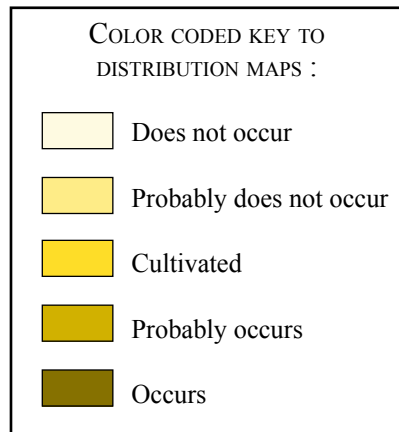 COLOR CODED KEY TO
DISTRIBUTION MAPS :
Does not occur
Probably does not occur
Cultivated
Probably occurs
Occurs